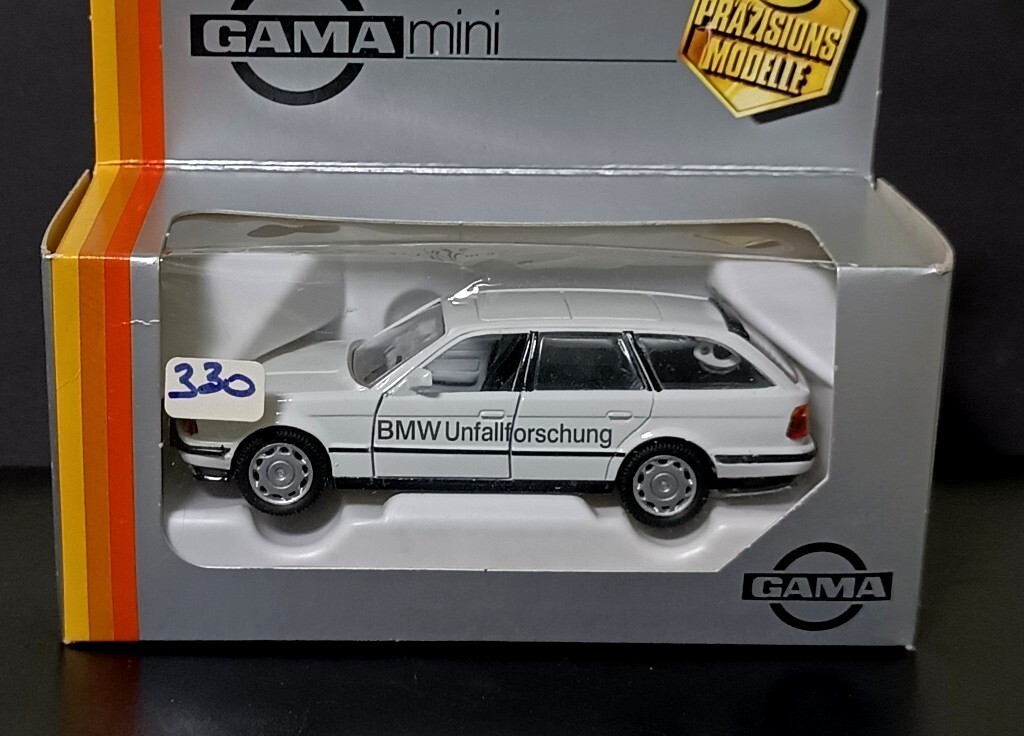 GAMA mini
PRÄZISIONS
MODELLE
330
BMW Unfallforschung
GAMA